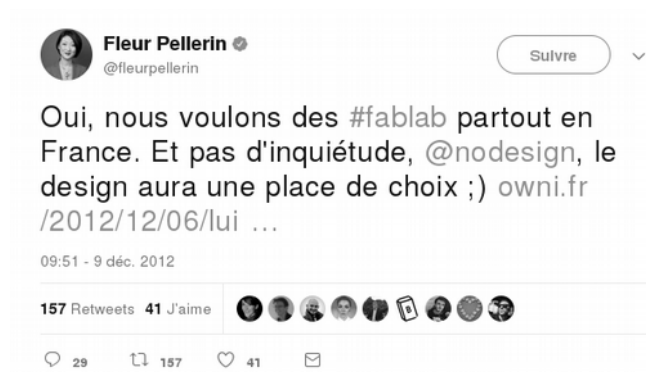 Fleur Pellerin
@fleurpellerin
Suivre
Oui, nous voulons des #fablab partout en
France. Et pas d'inquiétude, @nodesign, le
design aura une place de choix ;) owni.fr
/2012/12/06/lui …
09:51 - 9 déc. 2012
157 Retweets 41 J'aime
29 157 41